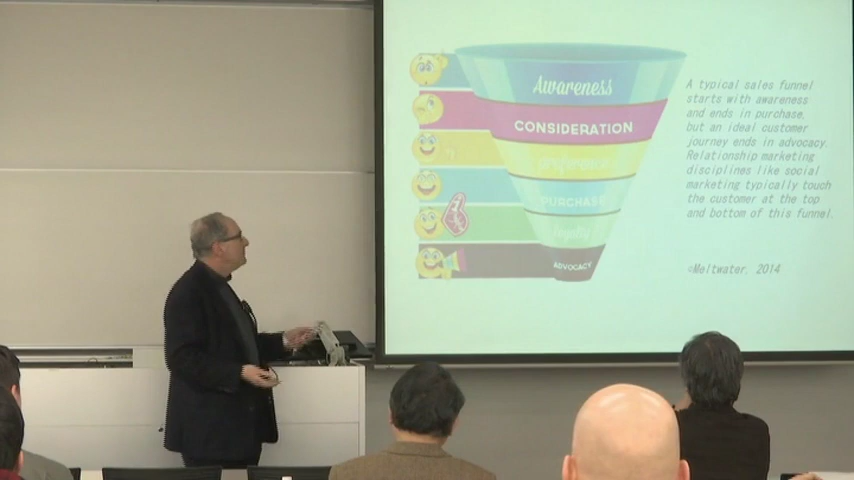 Awareness
CONSIDERATION
preference
PURCHASE
loyalty
ADVOCACY
A typical sales funnel
starts with awareness
and ends in purchase,
but an ideal customer
journey ends in advocacy.
Relationship marketing
disciplines like social
marketing typically touch
the customer at the top
and bottom of this funnel.
©Meltwater, 2014